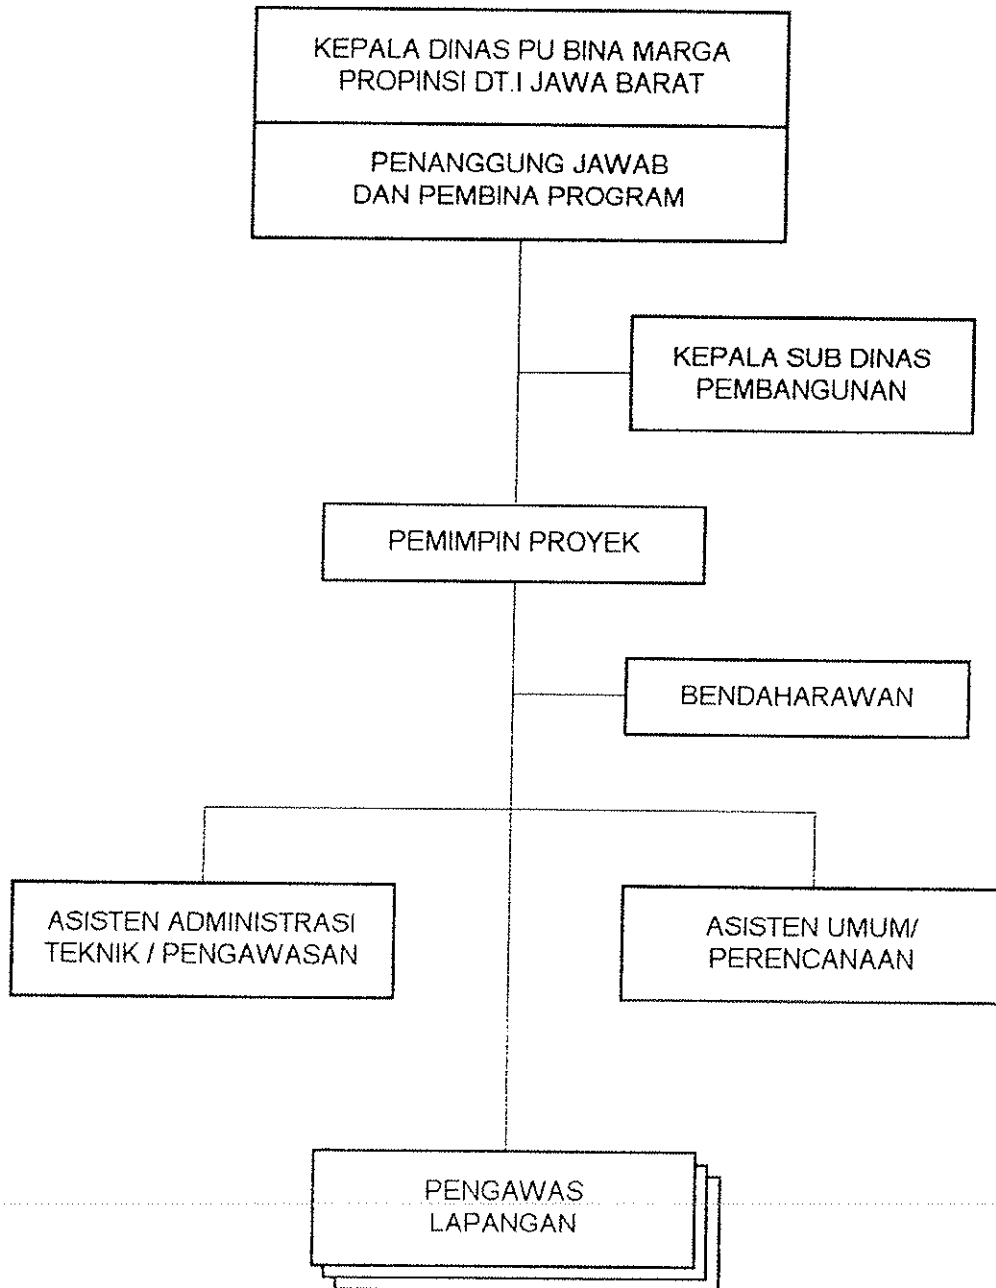 KEPALA DINAS PU BINA MARGA
PROPINSI DT.I JAWA BARAT
PENANGGUNG JAWAB
DAN PEMBINA PROGRAM
KEPALA SUB DINAS
PEMBANGUNAN
PEMIMPIN PROYEK
BENDAHARAWAN
ASISTEN ADMINISTRASI
TEKNIK / PENGAWASAN
ASISTEN UMUM/
PERENCANAAN
PENGAWAS
LAPANGAN